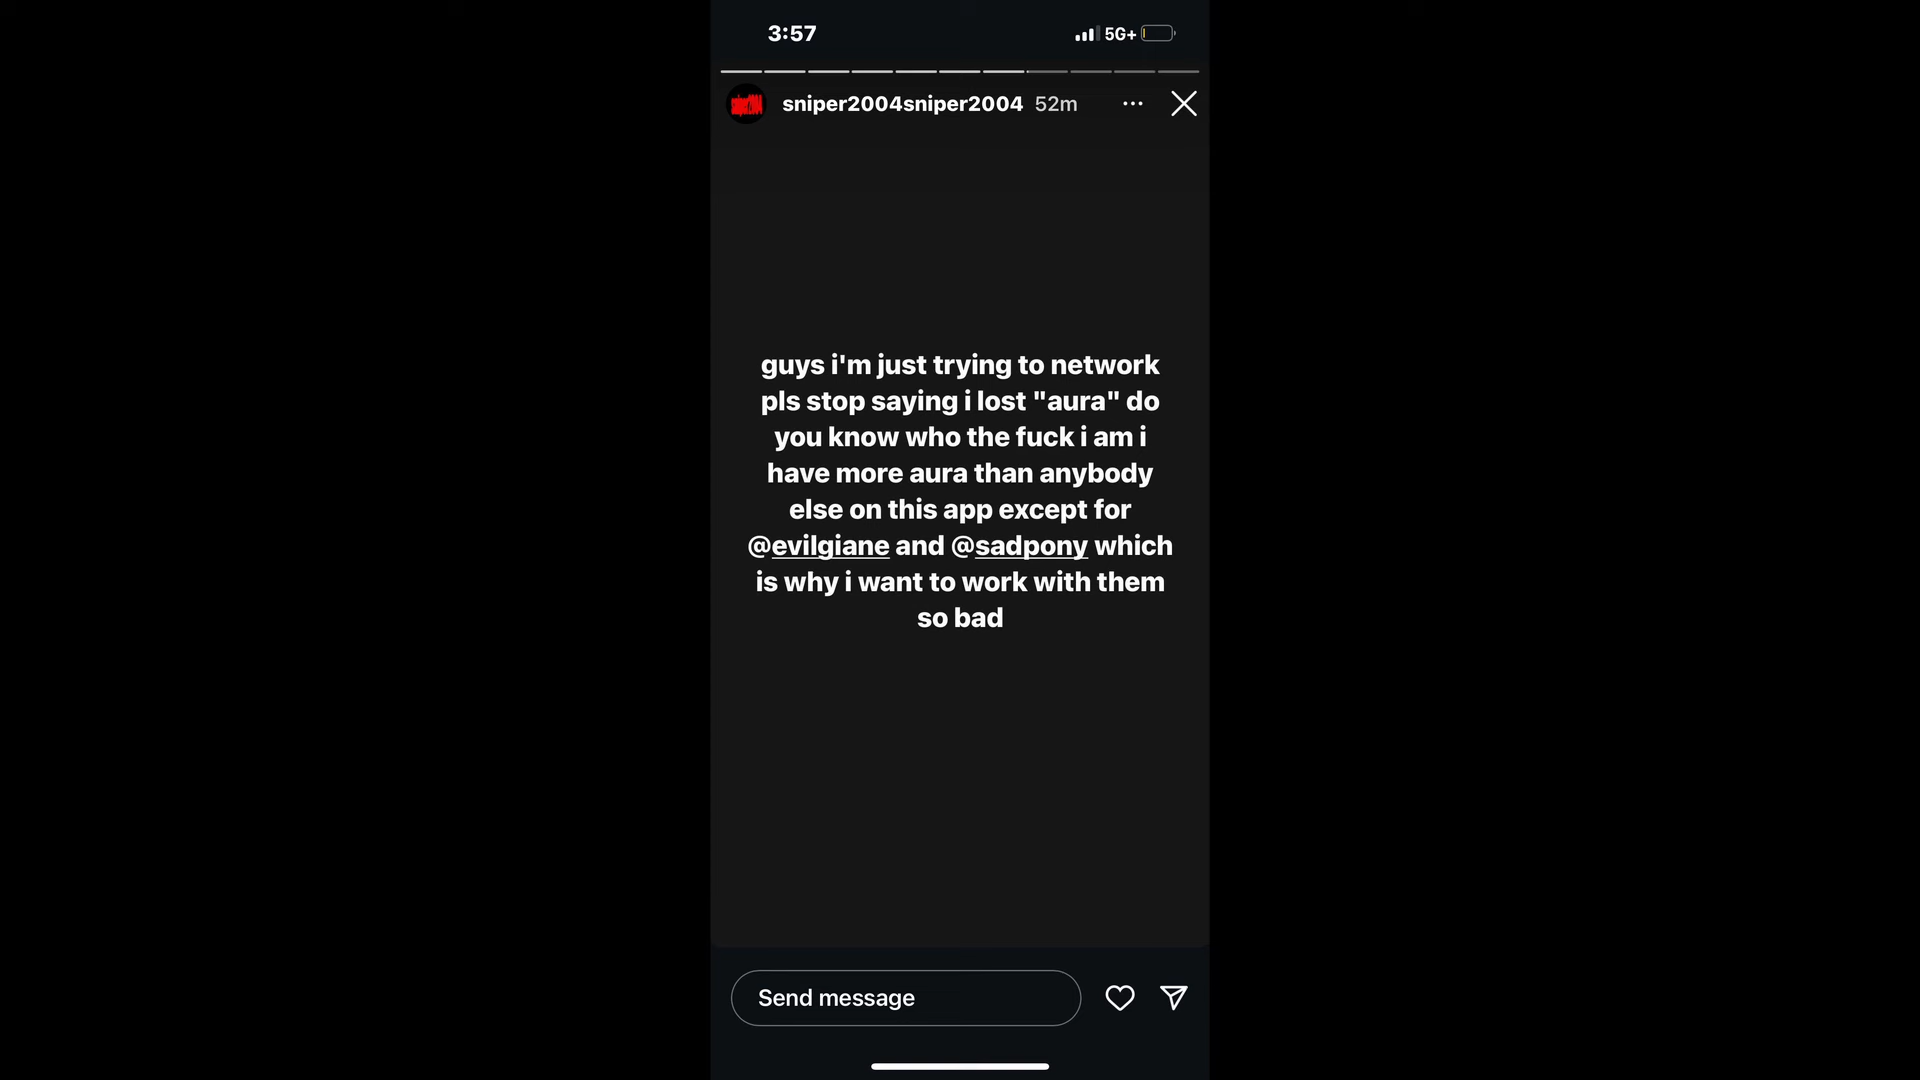 3:57
5G+
sniper2004
sniper2004sniper2004 52m
guys i'm just trying to network
pls stop saying i lost "aura" do
you know who the fuck i am i
have more aura than anybody
else on this app except for
@evilgiane and @sadpony which
is why i want to work with them
so bad
Send message